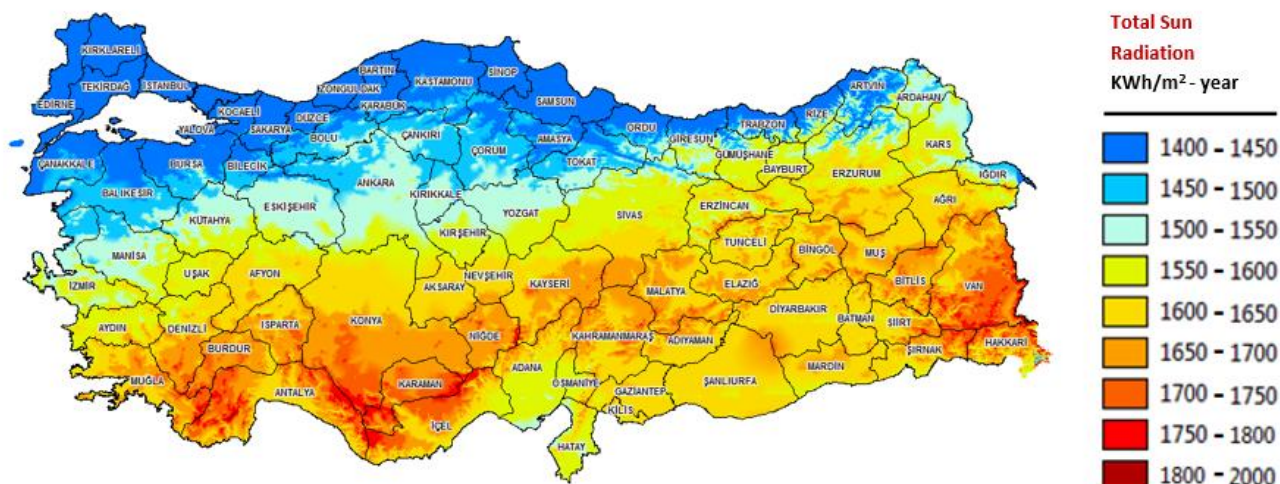 Total Sun
Radiation
KWh/m² - year
1400 - 1450
1450 - 1500
1500 - 1550
1550 - 1600
1600 - 1650
1650 - 1700
1700 - 1750
1750 - 1800
1800 - 2000
KIRKLARELİ
EDİRNE
TEKİRDAĞ
İSTANBUL
KOCAELİ
YALOVA
SAKARYA
DÜZCE
ZONGULDAK
BARTIN
KARABÜK
KASTAMONU
SİNOP
SAMSUN
BOLU
ÇANKIRI
ÇORUM
AMASYA
TOKAT
ORDU
GİRESUN
TRABZON
RİZE
ARTVİN
ARDAHAN
KARS
IĞDIR
GÜMÜŞHANE
BAYBURT
ERZURUM
AĞRI
ÇANAKKALE
BALIKESİR
BURSA
BİLECİK
KÜTAHYA
ESKİŞEHİR
ANKARA
KIRIKKALE
YOZGAT
KIRŞEHİR
SİVAS
ERZİNCAN
TUNCELİ
BİNGÖL
MUŞ
BİTLİS
VAN
MANİSA
İZMİR
UŞAK
AFYON
AKSARAY
NEVŞEHİR
KAYSERİ
MALATYA
ELAZIĞ
DİYARBAKIR
BATMAN
SİİRT
ŞIRNAK
HAKKARİ
AYDIN
DENİZLİ
ISPARTA
BURDUR
KONYA
NİĞDE
KAHRAMANMARAŞ
ADIYAMAN
MARDİN
ŞANLIURFA
MUĞLA
ANTALYA
KARAMAN
İÇEL
ADANA
OSMANİYE
GAZİANTEP
KİLİS
HATAY